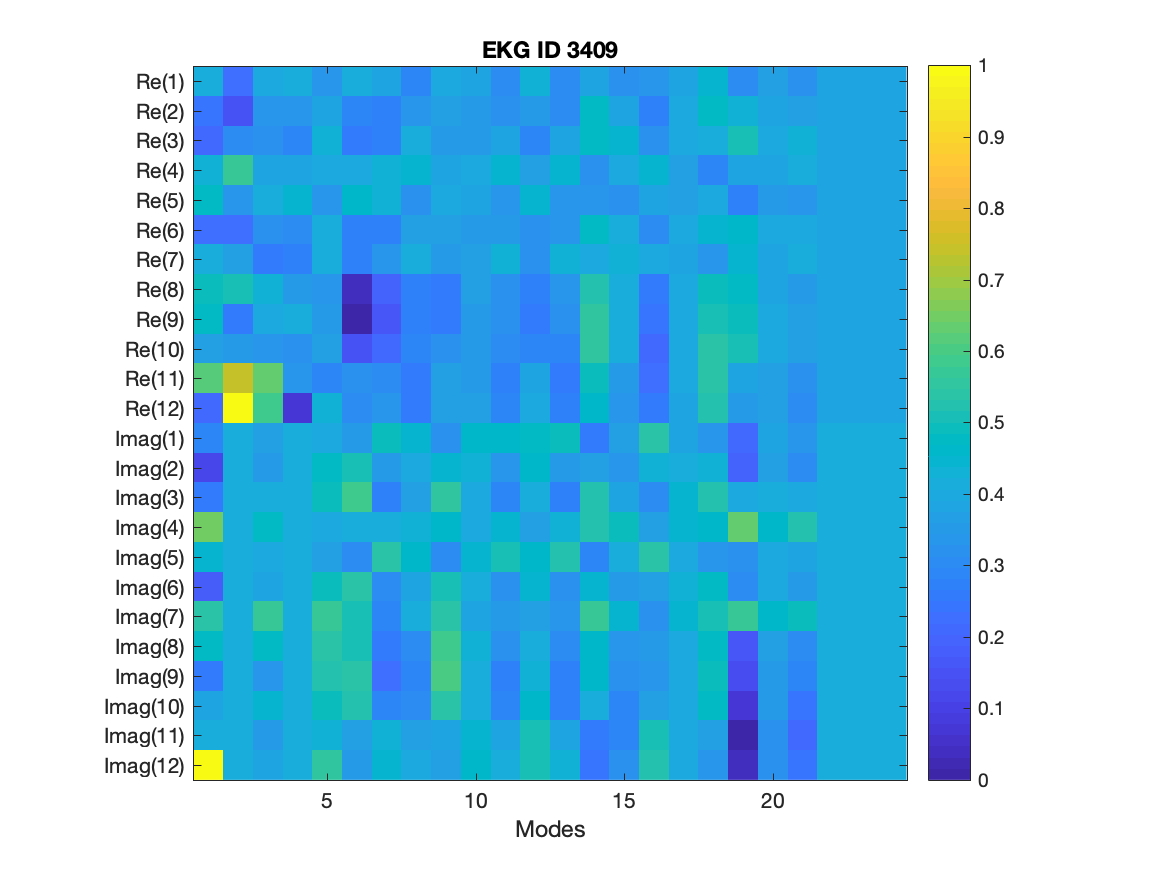 EKG ID 3409
Re(1)
Re(2)
Re(3)
Re(4)
Re(5)
Re(6)
Re(7)
Re(8)
Re(9)
Re(10)
Re(11)
Re(12)
Imag(1)
Imag(2)
Imag(3)
Imag(4)
Imag(5)
Imag(6)
Imag(7)
Imag(8)
Imag(9)
Imag(10)
Imag(11)
Imag(12)
5 10 15 20
Modes
1
0.9
0.8
0.7
0.6
0.5
0.4
0.3
0.2
0.1
0